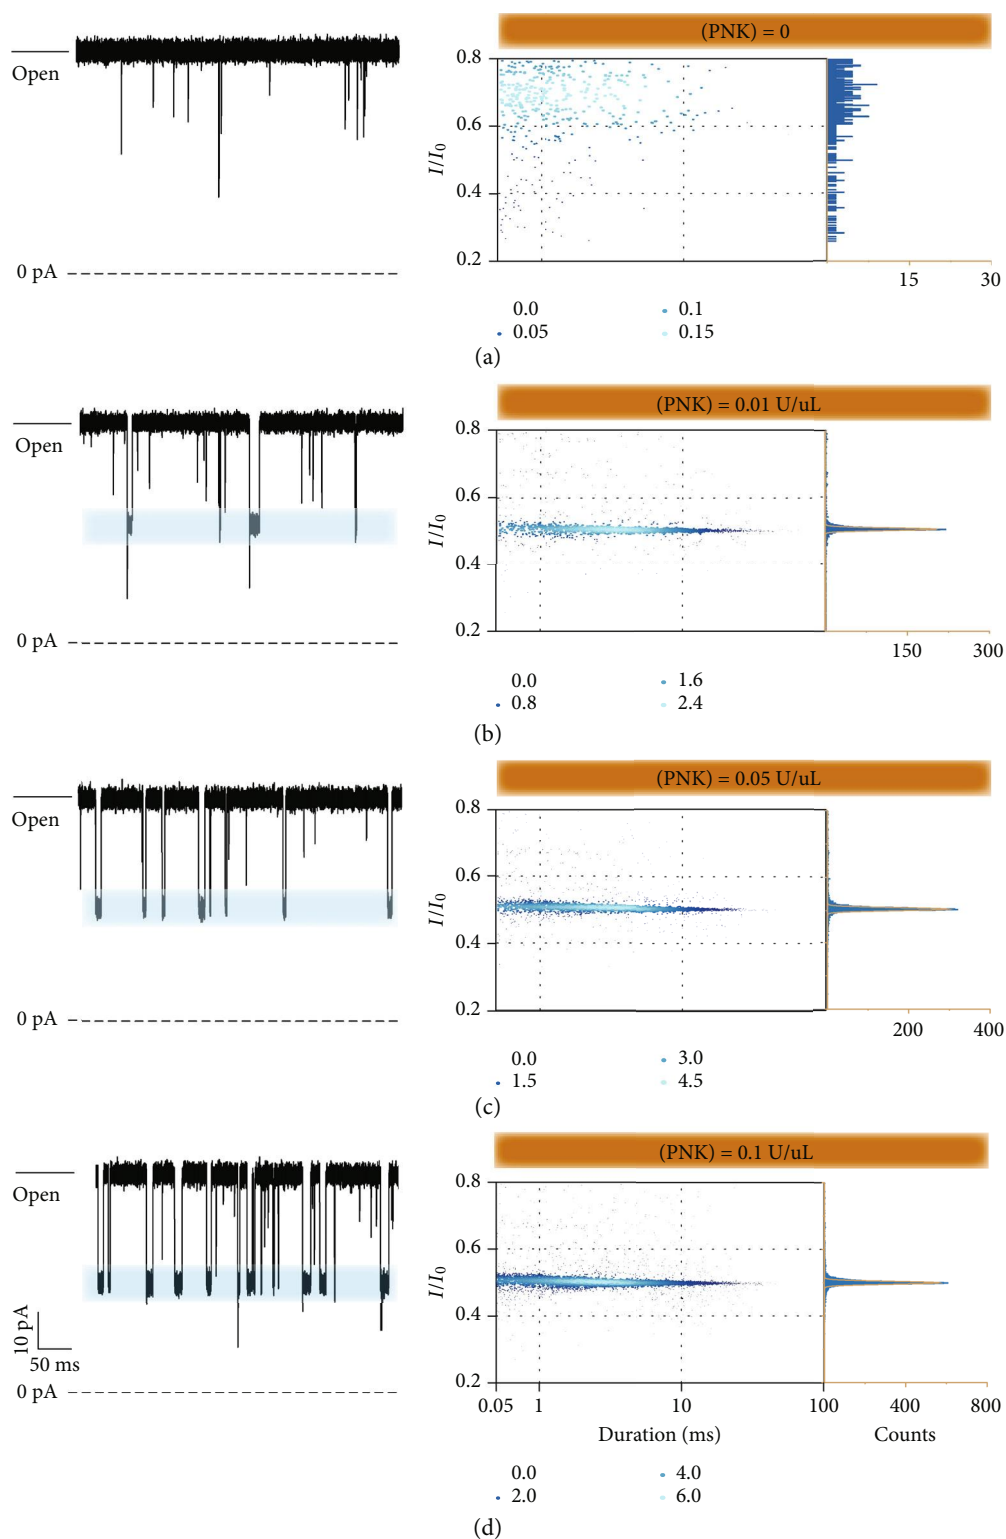 (PNK) = 0
Open
0 pA
I/I0
0.8
0.6
0.4
0.2
15 30
0.0 0.1
0.05 0.15
(a)
(PNK) = 0.01 U/uL
Open
0 pA
I/I0
0.8
0.6
0.4
0.2
150 300
0.0 1.6
0.8 2.4
(b)
(PNK) = 0.05 U/uL
Open
0 pA
I/I0
0.8
0.6
0.4
0.2
200 400
0.0 3.0
1.5 4.5
(c)
(PNK) = 0.1 U/uL
Open
10 pA
50 ms
0 pA
I/I0
0.8
0.6
0.4
0.2
0.05 1 10 100 400 800
Duration (ms) Counts
0.0 4.0
2.0 6.0
(d)